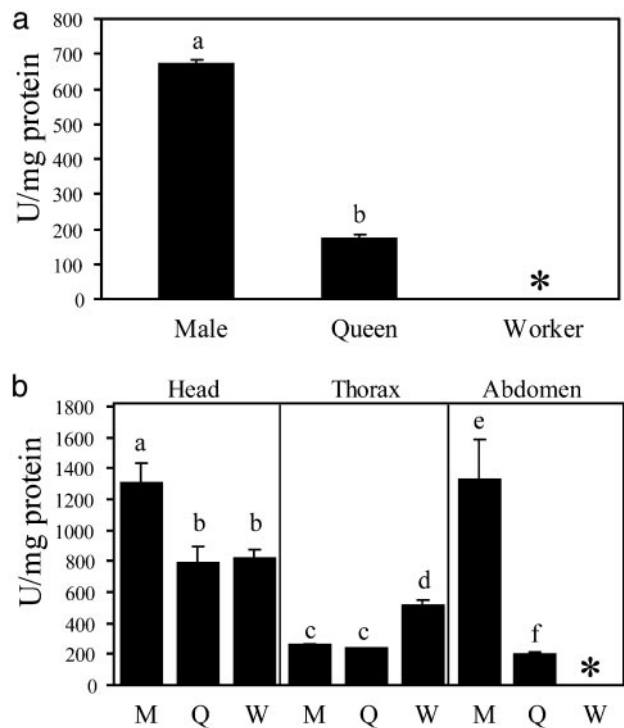 a
U/mg protein
800
700
600
500
400
300
200
100
0
a
b
*
Male Queen Worker
b
Head Thorax Abdomen
U/mg protein
1800
1600
1400
1200
1000
800
600
400
200
0
a b b c c d e f *
M Q W M Q W M Q W